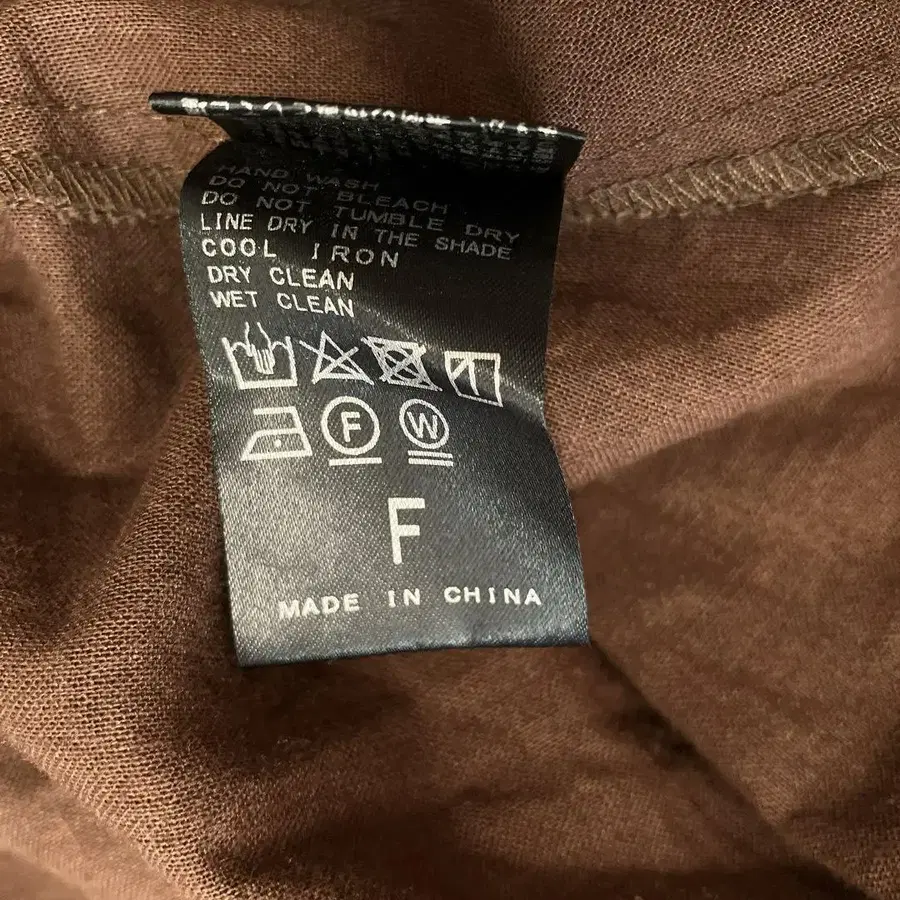 HAND WASH
DO NOT BLEACH
DO NOT TUMBLE DRY
LINE DRY IN THE SHADE
COOL IRON
DRY CLEAN
WET CLEAN
F W
F
MADE IN CHINA